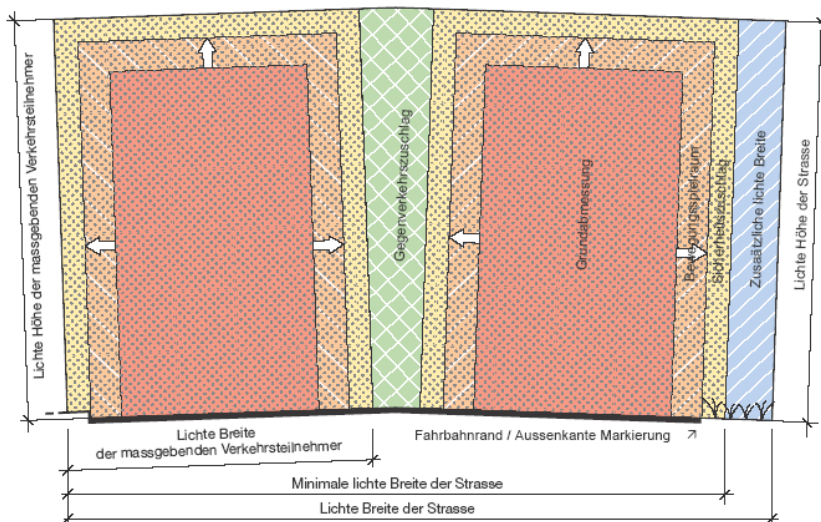 Lichte Höhe der massgebenden Verkehrsteilnehmer
Gegenverkehrszuschlag
Grundabmessung
Bewegungsspielraum
Sicherheitszuschlag
Zusaätzliche lichte Breite
Lichte Höhe der Strasse
Lichte Breite
der massgebenden Verkehrsteilnehmer
Fahrbahnrand / Aussenkante Markierung
Minimale lichte Breite der Strasse
Lichte Breite der Strasse